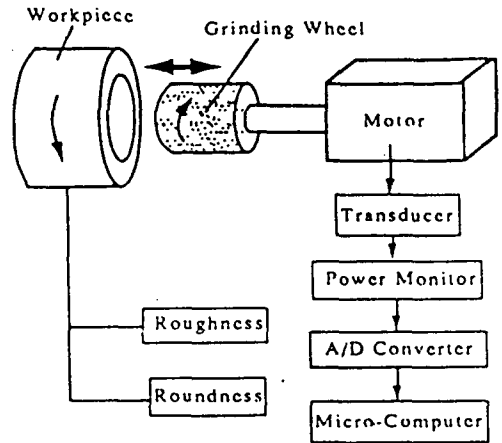 Workpiece
Grinding Wheel
Motor
Transducer
Power Monitor
Roughness
A/D Converter
Roundness
Micro-Computer